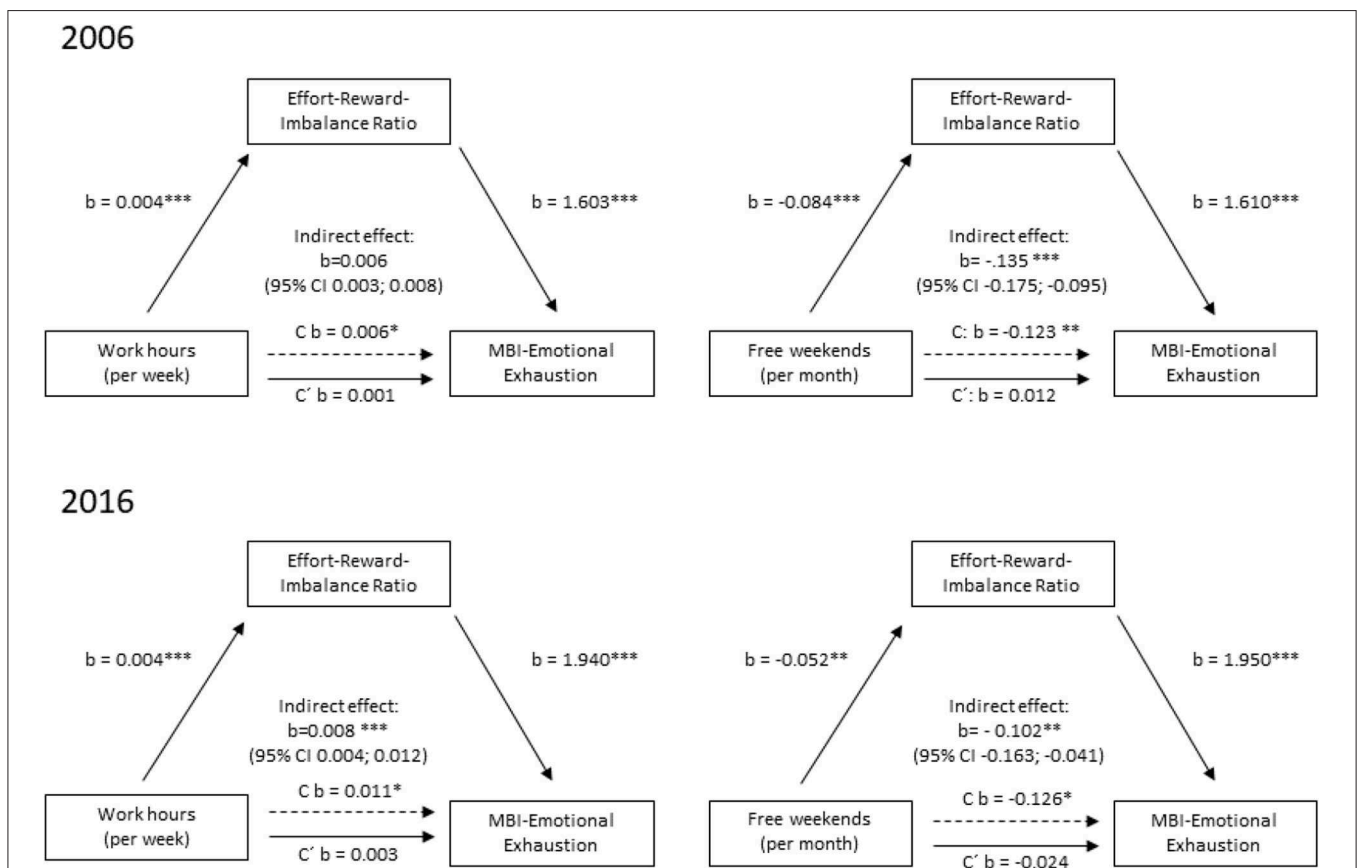 2006
Effort-Reward-
Imbalance Ratio
b = 0.004***
b = 1.603***
Indirect effect:
b=0.006
(95% CI 0.003; 0.008)
Work hours
(per week)
C b = 0.006*
C´ b = 0.001
MBI-Emotional
Exhaustion
Effort-Reward-
Imbalance Ratio
b = -0.084***
b = 1.610***
Indirect effect:
b= -.135 ***
(95% CI -0.175; -0.095)
Free weekends
(per month)
C: b = -0.123 **
C´: b = 0.012
MBI-Emotional
Exhaustion
2016
Effort-Reward-
Imbalance Ratio
b = 0.004***
b = 1.940***
Indirect effect:
b=0.008 ***
(95% CI 0.004; 0.012)
Work hours
(per week)
C b = 0.011*
C´ b = 0.003
MBI-Emotional
Exhaustion
Effort-Reward-
Imbalance Ratio
b = -0.052**
b = 1.950***
Indirect effect:
b= - 0.102**
(95% CI -0.163; -0.041)
Free weekends
(per month)
C b = -0.126*
C´ b = -0.024
MBI-Emotional
Exhaustion